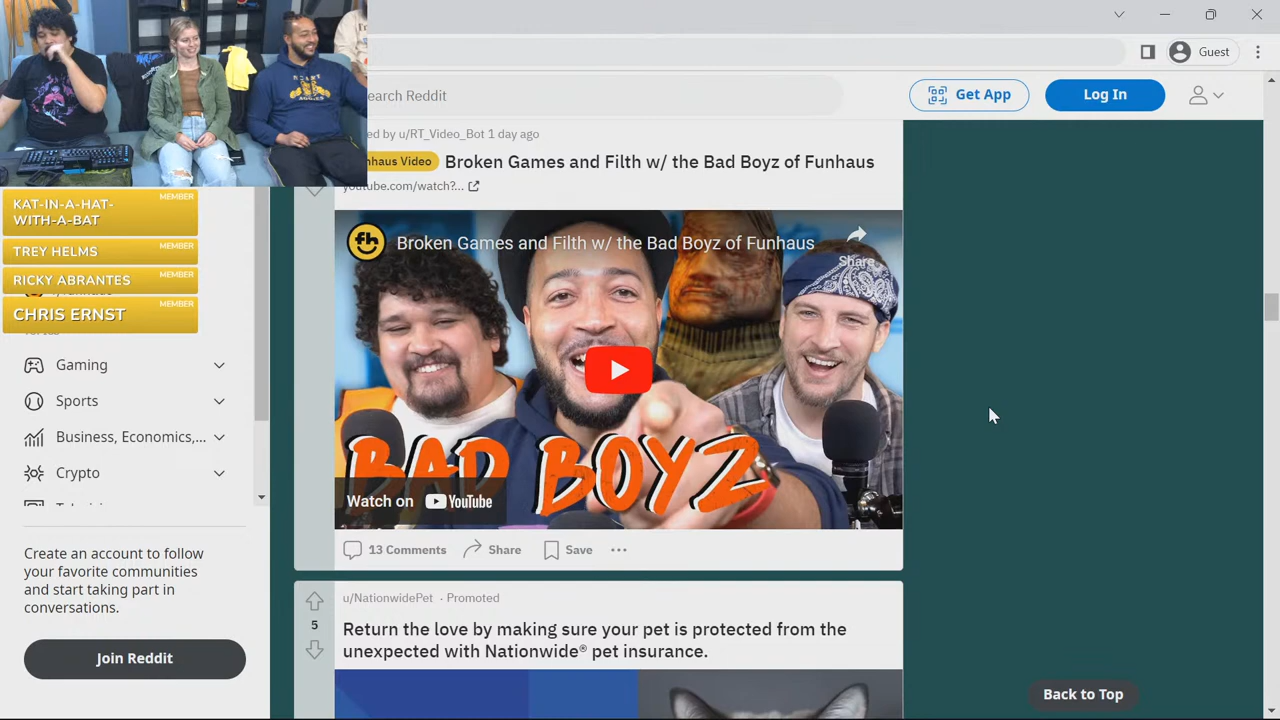 Guest
earch Reddit
Get App
Log In
ed by u/RT_Video_Bot 1 day ago
nhaus Video
Broken Games and Filth w/ the Bad Boyz of Funhaus
youtube.com/watch?...
KAT-IN-A-HAT-
WITH-A-BAT
MEMBER
TREY HELMS
MEMBER
RICKY ABRANTES
MEMBER
CHRIS ERNST
MEMBER
Gaming
Sports
Business, Economics,...
Crypto
Create an account to follow
your favorite communities
and start taking part in
conversations.
Join Reddit
fh
Broken Games and Filth w/ the Bad Boyz of Funhaus
Share
BAD BOYZ
Watch on YouTube
13 Comments
Share
Save
u/NationwidePet · Promoted
5
Return the love by making sure your pet is protected from the
unexpected with Nationwide® pet insurance.
Back to Top